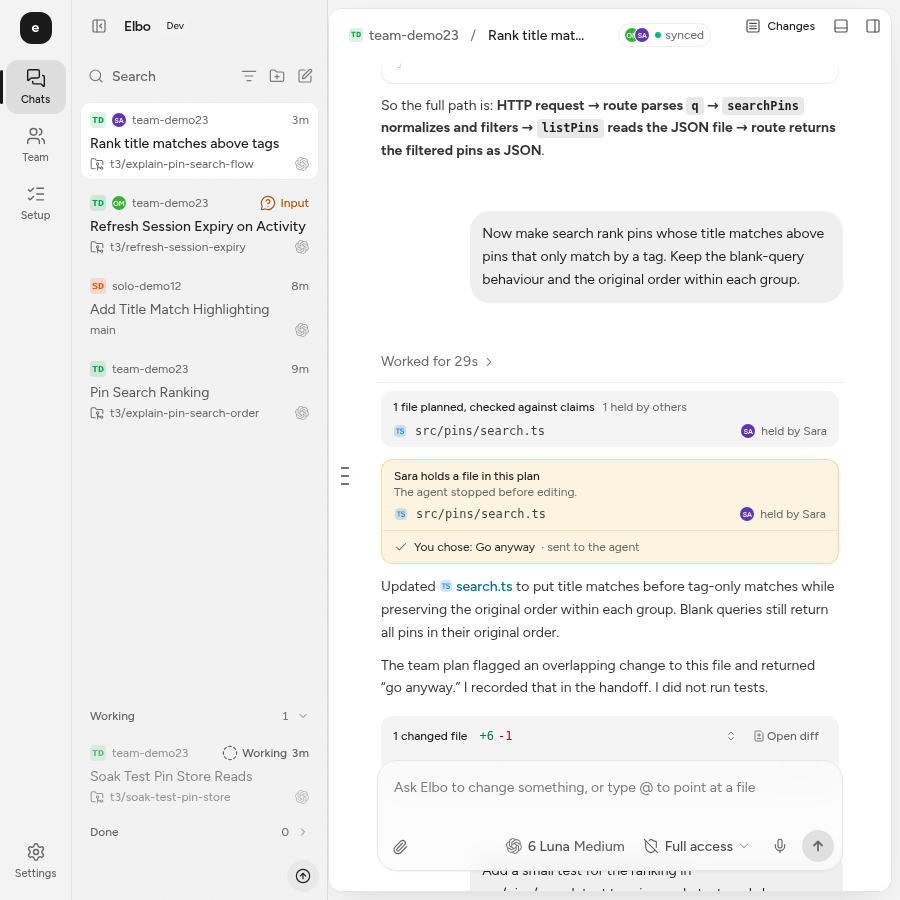 e
Chats
Team
Setup
Settings
Elbo Dev
Search
TD SA team-demo23 3m
Rank title matches above tags
t3/explain-pin-search-flow
TD OM team-demo23 Input
Refresh Session Expiry on Activity
t3/refresh-session-expiry
SD solo-demo12 8m
Add Title Match Highlighting
main
TD team-demo23 9m
Pin Search Ranking
t3/explain-pin-search-order
Working 1
TD team-demo23 Working 3m
Soak Test Pin Store Reads
t3/soak-test-pin-store
Done 0
TD team-demo23 / Rank title mat... SA synced Changes
So the full path is: HTTP request → route parses q → searchPins
normalizes and filters → listPins reads the JSON file → route returns
the filtered pins as JSON.
Now make search rank pins whose title matches above
pins that only match by a tag. Keep the blank-query
behaviour and the original order within each group.
Worked for 29s
1 file planned, checked against claims 1 held by others
TS src/pins/search.ts SA held by Sara
Sara holds a file in this plan
The agent stopped before editing.
TS src/pins/search.ts SA held by Sara
You chose: Go anyway · sent to the agent
Updated TS search.ts to put title matches before tag-only matches while
preserving the original order within each group. Blank queries still return
all pins in their original order.
The team plan flagged an overlapping change to this file and returned
“go anyway.” I recorded that in the handoff. I did not run tests.
1 changed file +6 -1 Open diff
Ask Elbo to change something, or type @ to point at a file
6 Luna Medium Full access
Add a small test for the ranking in